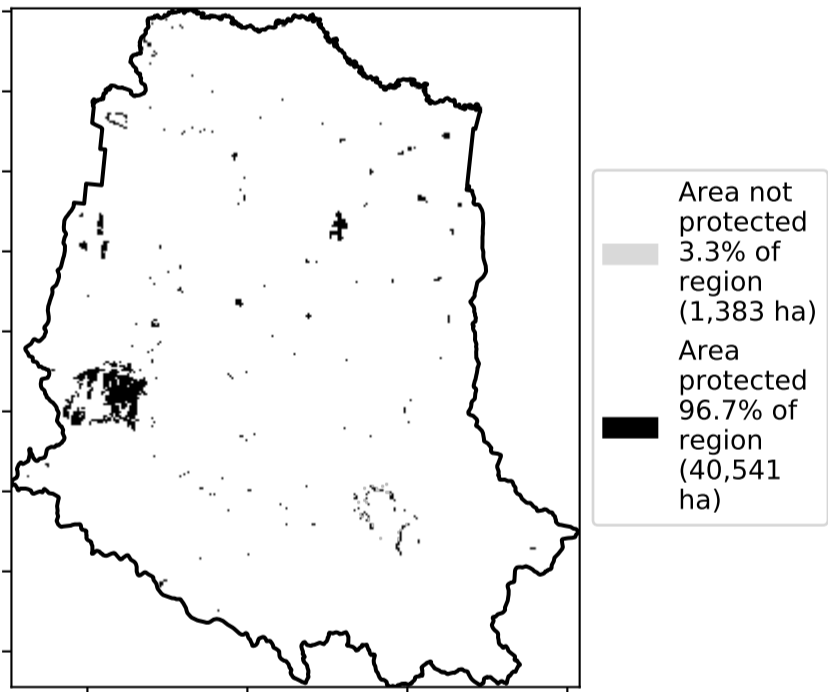 Area not
protected
3.3% of
region
(1,383 ha)
Area
protected
96.7% of
region
(40,541
ha)